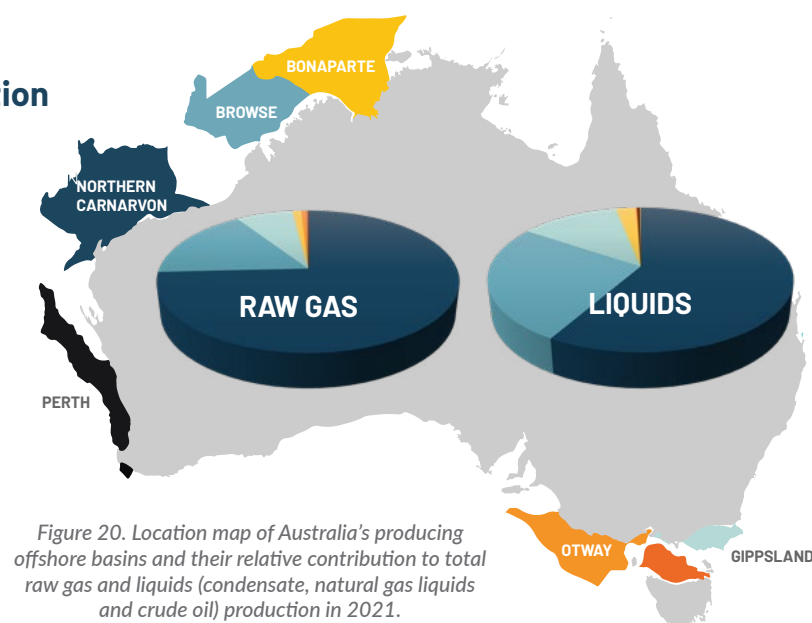 tion
BONAPARTE
BROWSE
NORTHERN
CARNARVON
RAW GAS
LIQUIDS
PERTH
OTWAY
GIPPSLAND
Figure 20. Location map of Australia's producing
offshore basins and their relative contribution to total
raw gas and liquids (condensate, natural gas liquids
and crude oil) production in 2021.